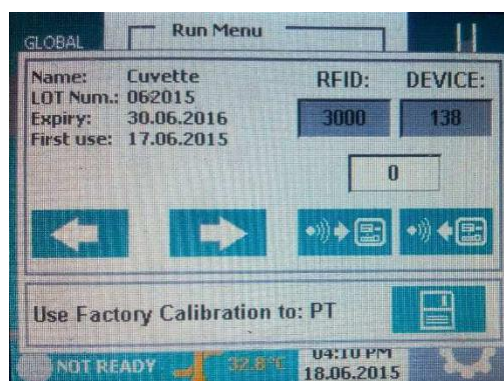 GLOBAL
Run Menu
Name: Cuvette
LOT Num.: 062015
Expiry: 30.06.2016
First use: 17.06.2015
RFID: DEVICE:
3000 138
0
Use Factory Calibration to: PT
NOT READY 32.8°C 04:10 PM
18.06.2015